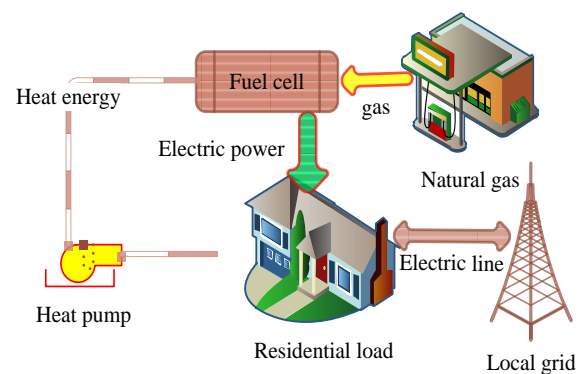 Fuel cell
Heat energy
gas
Electric power
Natural gas
Electric line
Heat pump
Residential load
Local grid